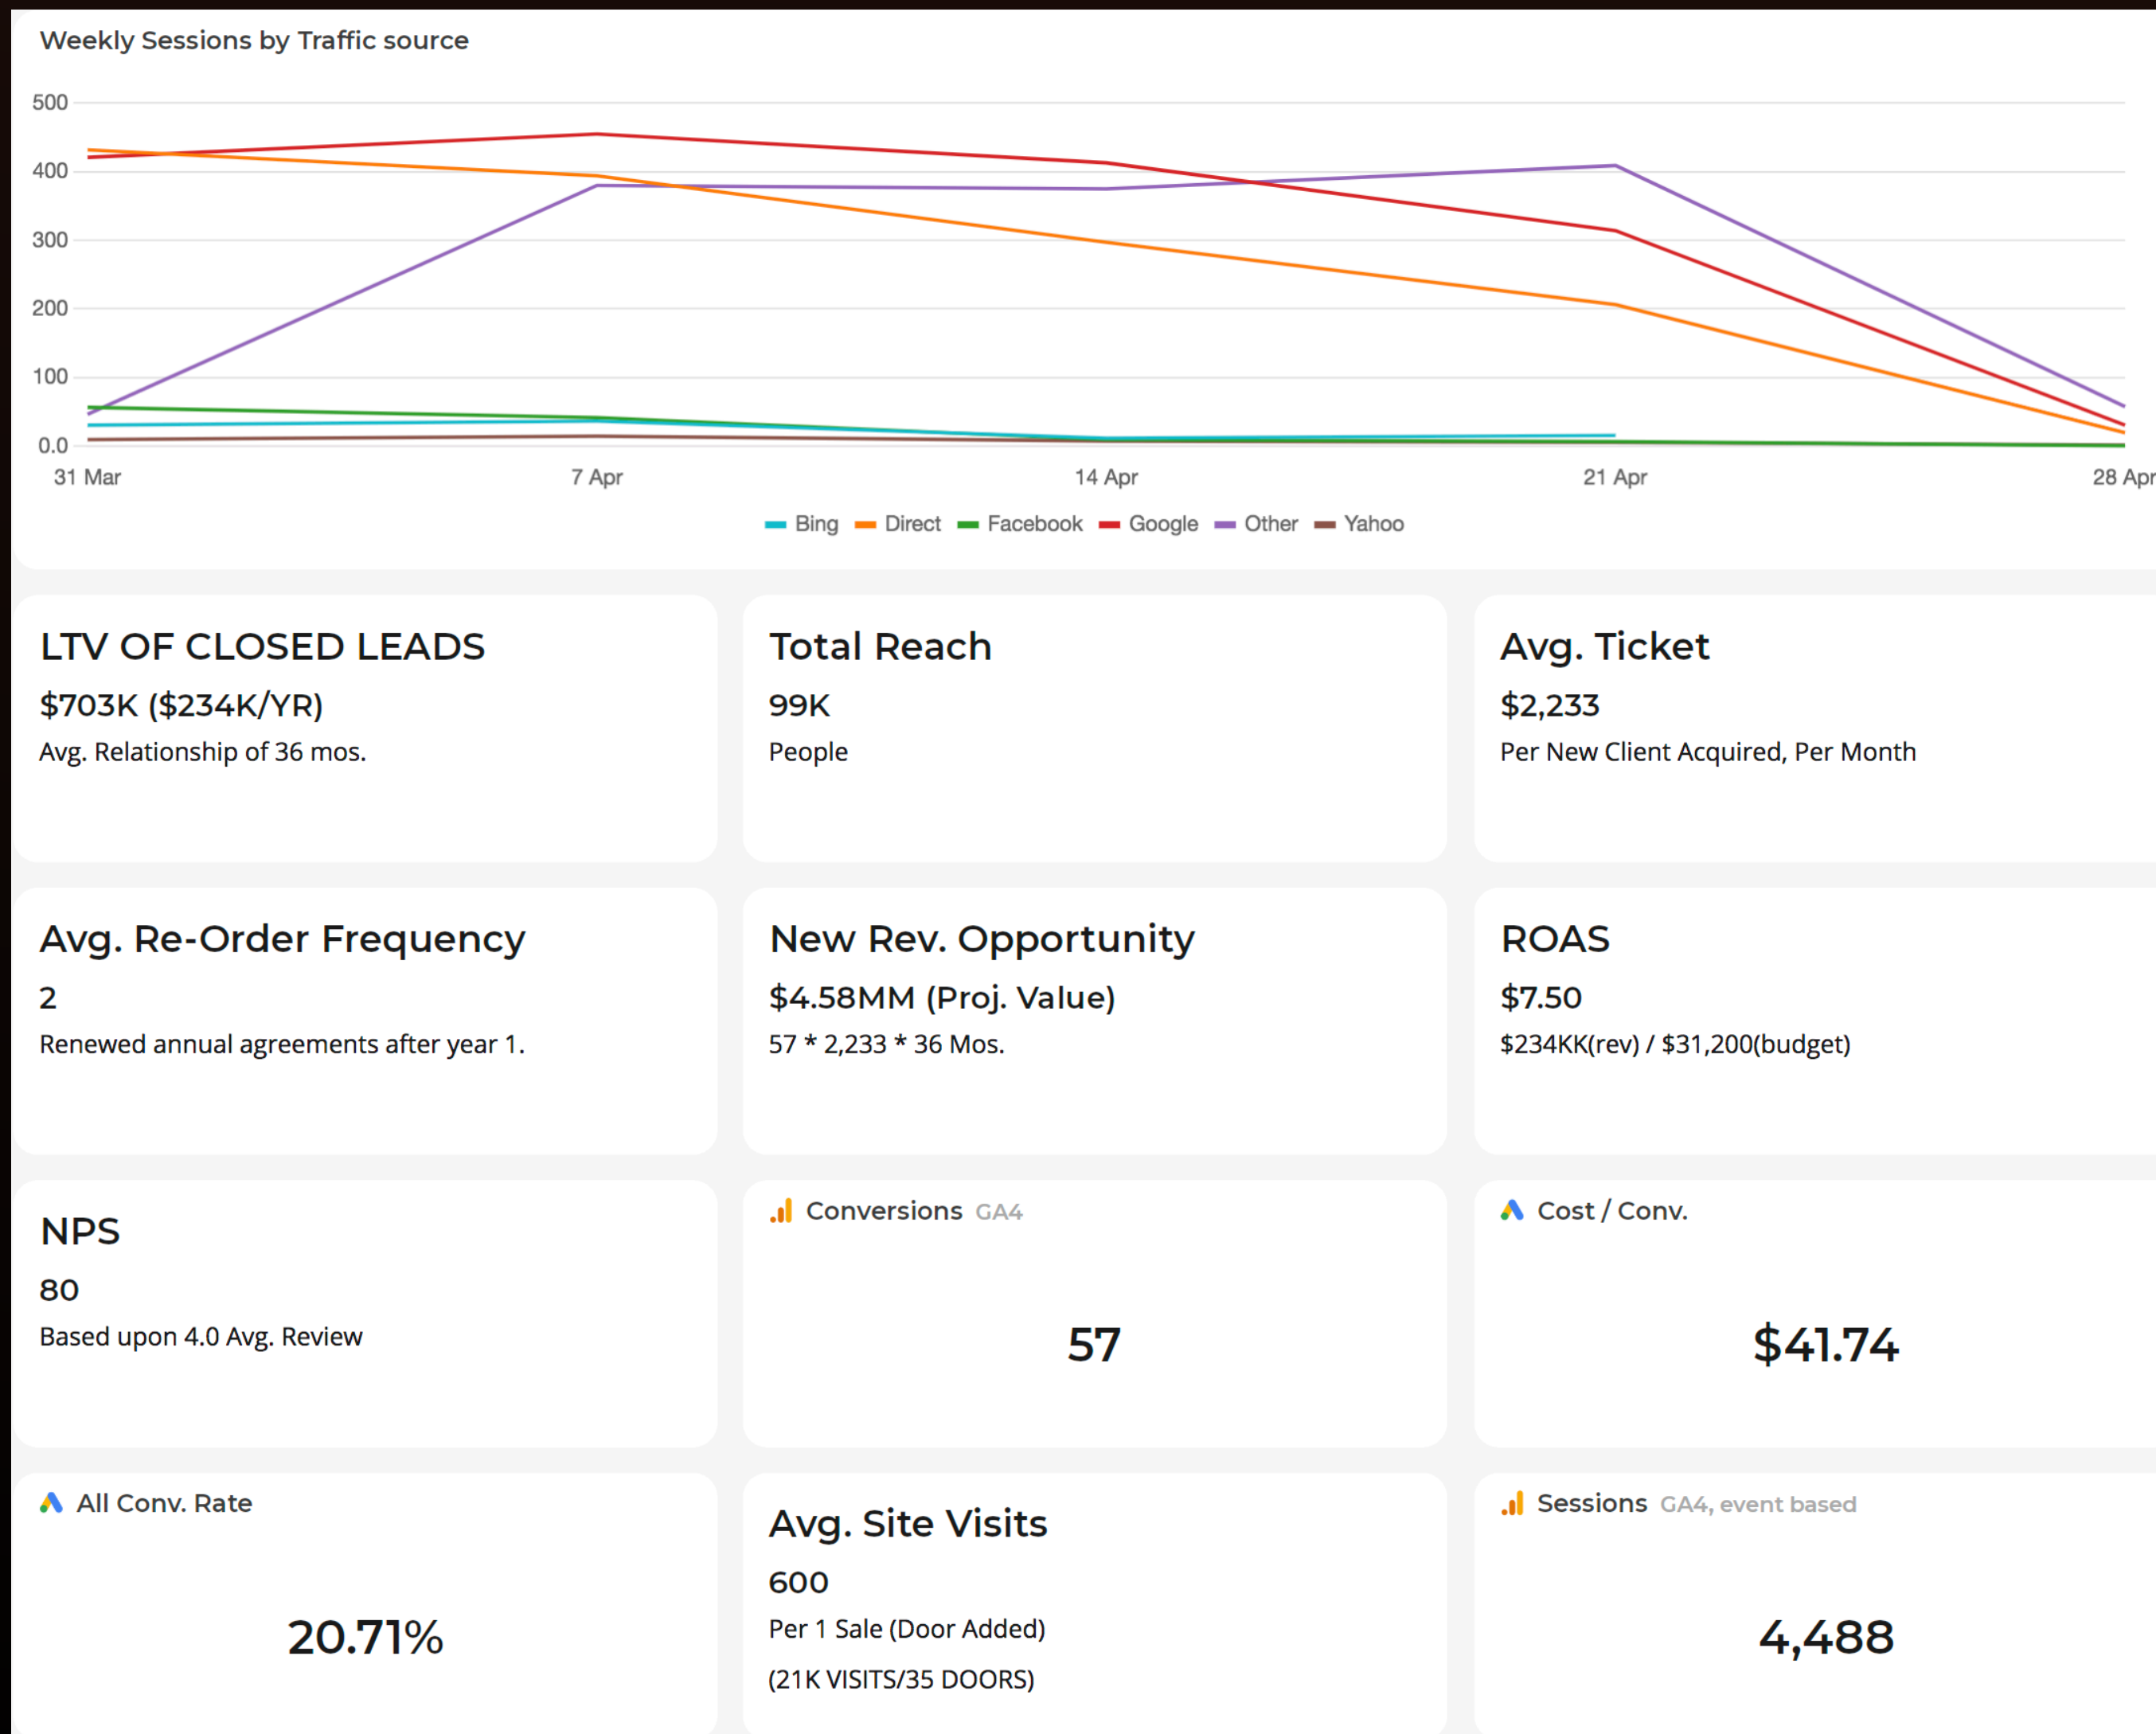 Weekly Sessions by Traffic source
500
400
300
200
100
0.0
31 Mar 7 Apr 14 Apr 21 Apr 28 Apr
Bing Direct Facebook Google Other Yahoo
LTV OF CLOSED LEADS
$703K ($234K/YR)
Avg. Relationship of 36 mos.
Total Reach
99K
People
Avg. Ticket
$2,233
Per New Client Acquired, Per Month
Avg. Re-Order Frequency
2
Renewed annual agreements after year 1.
New Rev. Opportunity
$4.58MM (Proj. Value)
57 * 2,233 * 36 Mos.
ROAS
$7.50
$234KK(rev) / $31,200(budget)
NPS
80
Based upon 4.0 Avg. Review
Conversions GA4
57
Cost / Conv.
$41.74
All Conv. Rate
20.71%
Avg. Site Visits
600
Per 1 Sale (Door Added)
(21K VISITS/35 DOORS)
Sessions GA4, event based
4,488